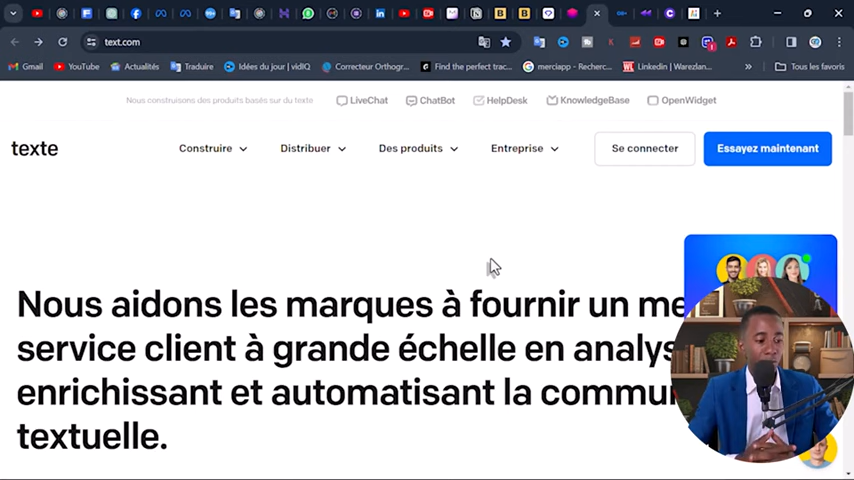 text.com
Gmail
YouTube
Actualités
Traduire
Idées du jour | vidIQ
Correcteur Orthogr...
Find the perfect trac...
merciapp - Recherc...
Linkedin | Warezlan...
»
Tous les favoris
Nous construisons des produits basés sur du texte
LiveChat
ChatBot
HelpDesk
KnowledgeBase
OpenWidget
texte
Construire
Distribuer
Des produits
Entreprise
Se connecter
Essayez maintenant
Nous aidons les marques à fournir un me
service client à grande échelle en analys
enrichissant et automatisant la commu
textuelle.